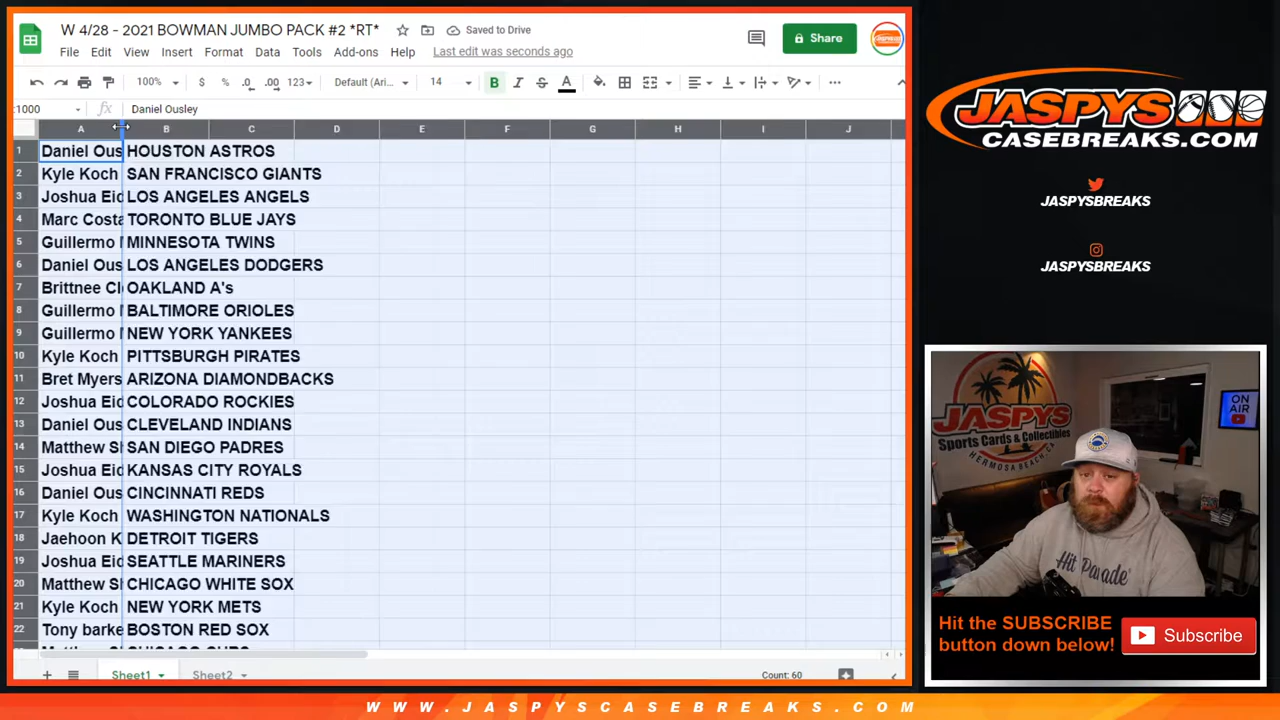 W 4/28 - 2021 BOWMAN JUMBO PACK #2 *RT*
Saved to Drive
File Edit View Insert Format Data Tools Add-ons Help Last edit was seconds ago
Share
100% $ % .0 .00 123 Default (Ari... 14 B I S A
:1000 fx Daniel Ousley
A B C D E F G H I J
1 Daniel Ous HOUSTON ASTROS
2 Kyle Koch SAN FRANCISCO GIANTS
3 Joshua Eic LOS ANGELES ANGELS
4 Marc Costa TORONTO BLUE JAYS
5 Guillermo MINNESOTA TWINS
6 Daniel Ous LOS ANGELES DODGERS
7 Brittnee Cl OAKLAND A's
8 Guillermo BALTIMORE ORIOLES
9 Guillermo NEW YORK YANKEES
10 Kyle Koch PITTSBURGH PIRATES
11 Bret Myers ARIZONA DIAMONDBACKS
12 Joshua Eic COLORADO ROCKIES
13 Daniel Ous CLEVELAND INDIANS
14 Matthew S SAN DIEGO PADRES
15 Joshua Eic KANSAS CITY ROYALS
16 Daniel Ous CINCINNATI REDS
17 Kyle Koch WASHINGTON NATIONALS
18 Jaehoon K DETROIT TIGERS
19 Joshua Eic SEATTLE MARINERS
20 Matthew S CHICAGO WHITE SOX
21 Kyle Koch NEW YORK METS
22 Tony barke BOSTON RED SOX
Sheet1 Sheet2 Count: 60
JASPYS
CASEBREAKS.COM
JASPYSBREAKS
JASPYSBREAKS
JASPYS
Sports Cards & Collectibles
HERMOSA BEACH, CA
ON AIR
Hit Parade
Hit the SUBSCRIBE
button down below!
Subscribe
WWW.JASPYSCASEBREAKS.COM